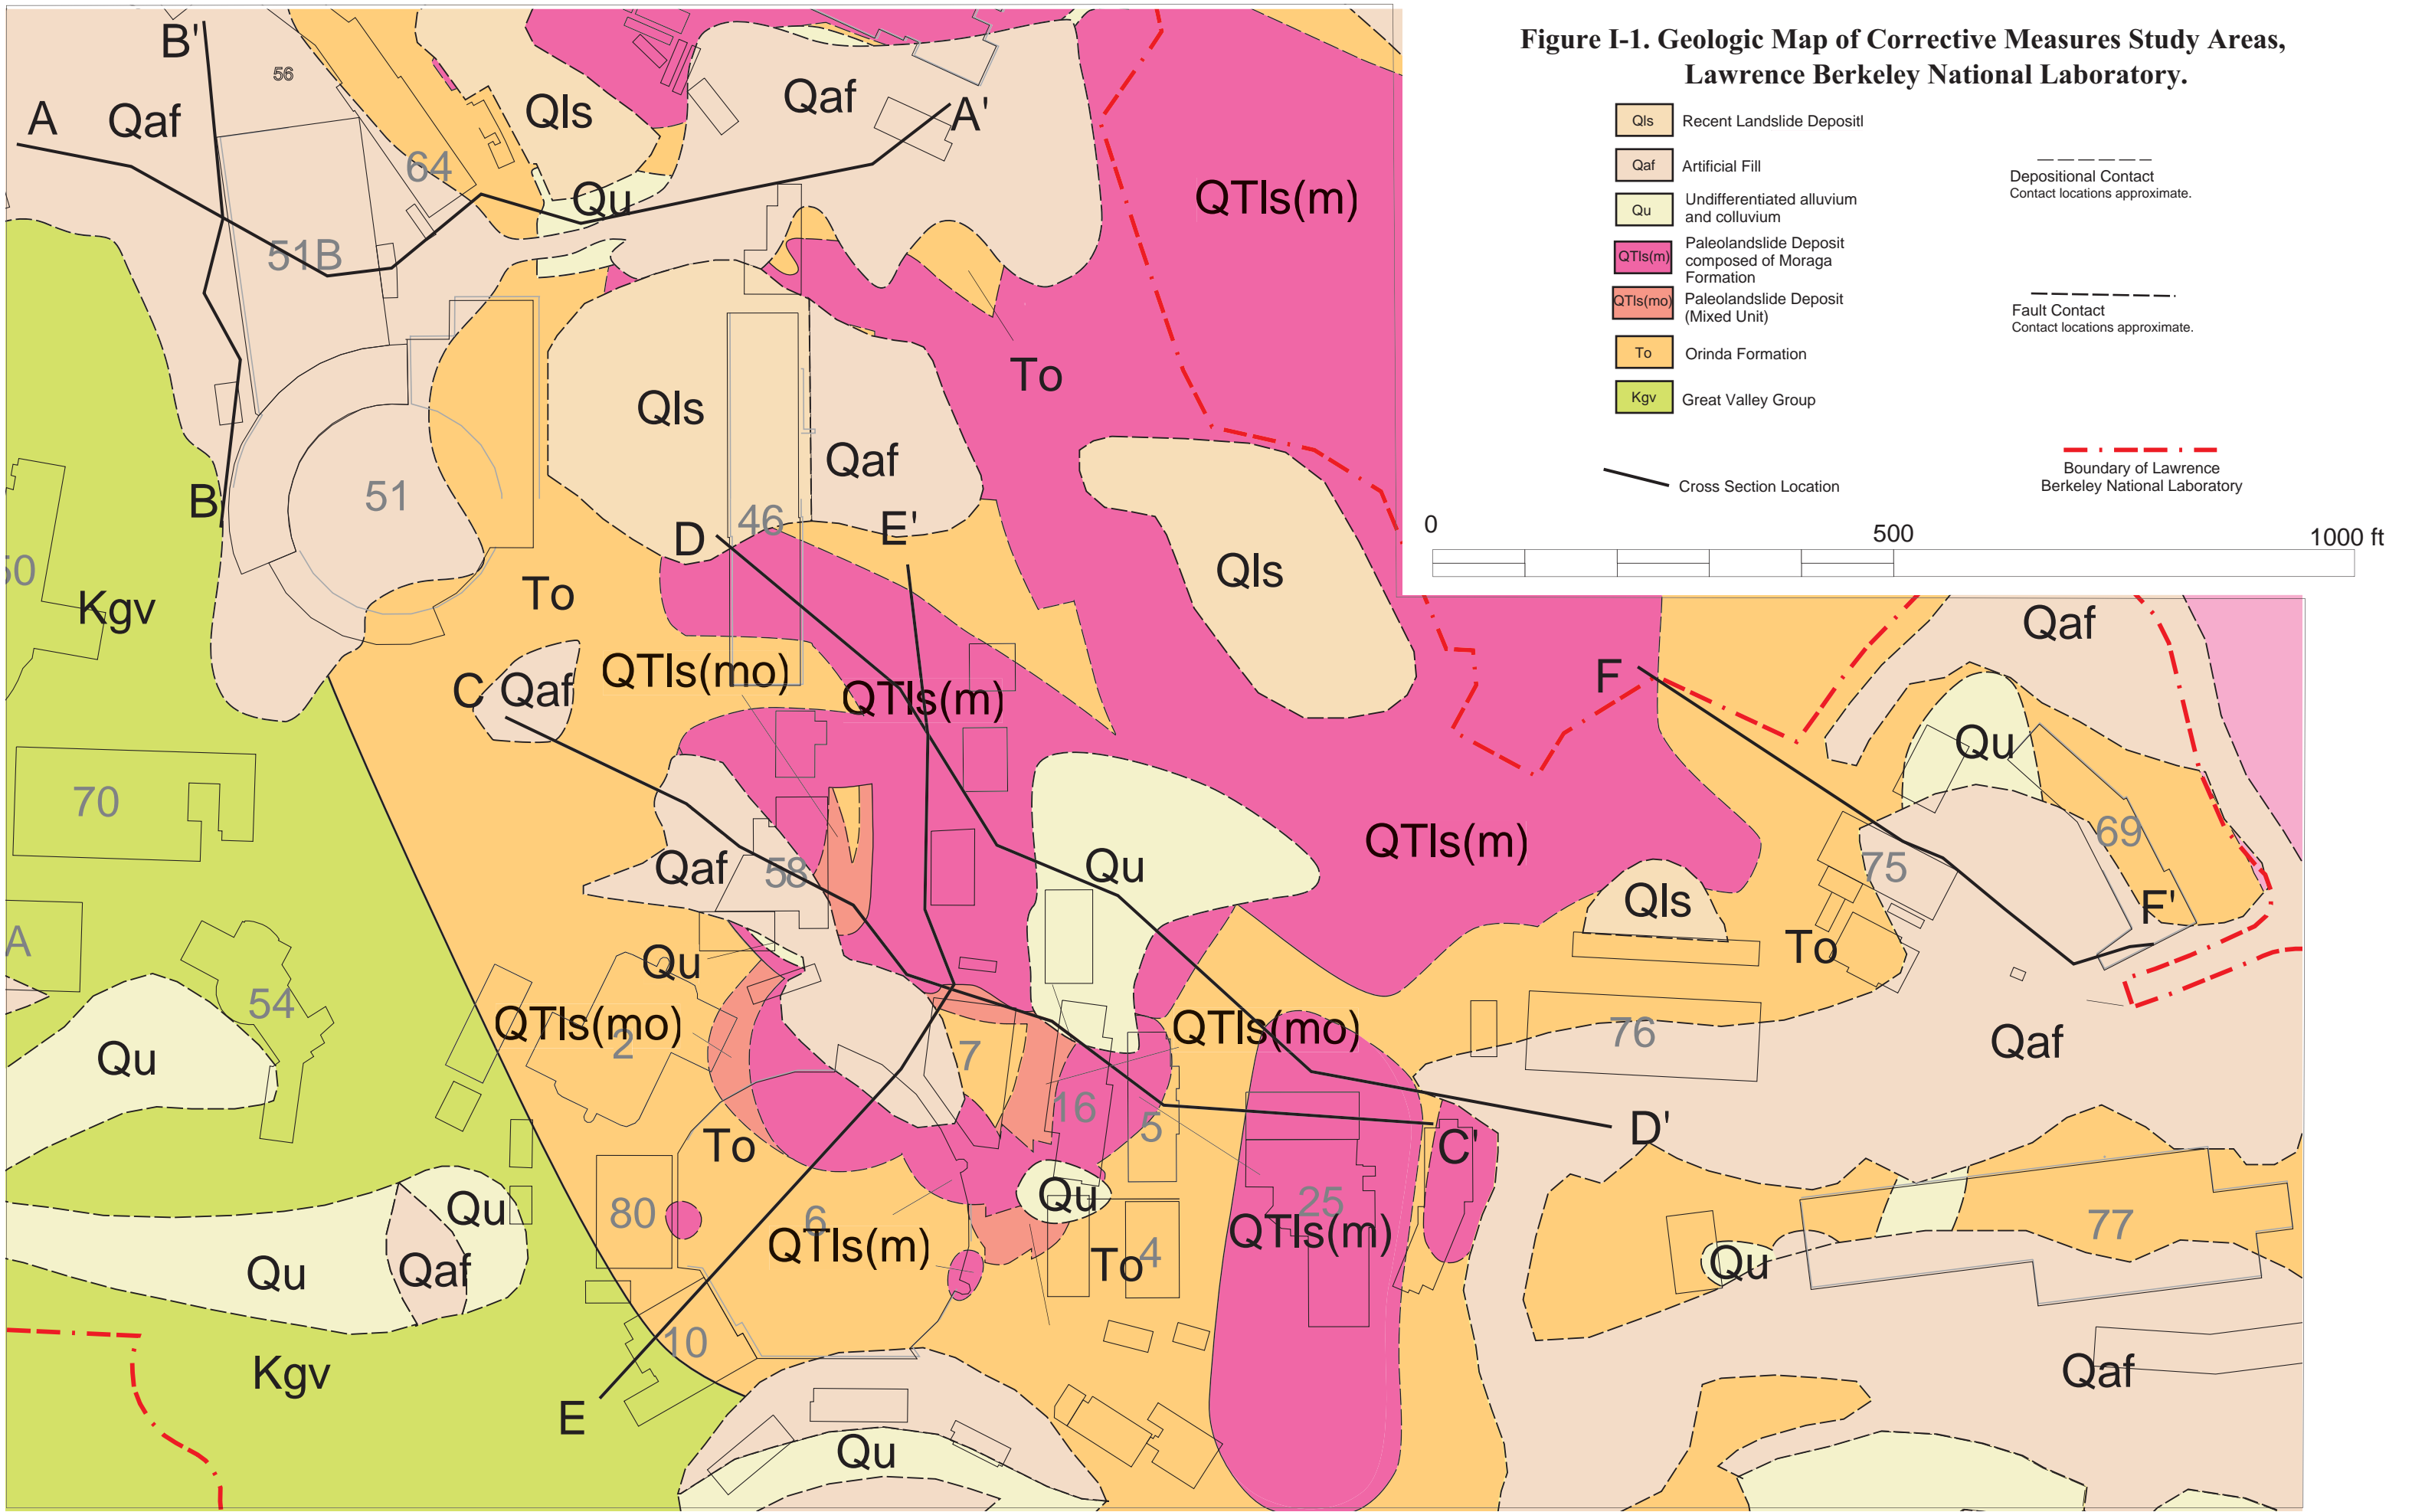 Figure I-1. Geologic Map of Corrective Measures Study Areas,
Lawrence Berkeley National Laboratory.
Qls Recent Landslide Depositl
Qaf Artificial Fill
Qu Undifferentiated alluvium
and colluvium
QTls(m) Paleolandslide Deposit
composed of Moraga
Formation
QTls(mo) Paleolandslide Deposit
(Mixed Unit)
To Orinda Formation
Kgv Great Valley Group
Cross Section Location
Depositional Contact
Contact locations approximate.
Fault Contact
Contact locations approximate.
Boundary of Lawrence
Berkeley National Laboratory
0 500 1000 ft
B'
56
A
Qaf
Qls
Qaf
A'
64
Qu
QTls(m)
51B
To
Qls
Qaf
51
B
46
D
E'
Qls
50
Kgv
To
C Qaf
QTls(mo)
QTls(m)
F
Qaf
Qu
70
Qaf
58
Qu
QTls(m)
75
69
Qls
F'
A
To
Qu
54
QTls(mo)
2
7
QTls(mo)
76
Qaf
Qu
16
5
To
C'
D'
Qu
80
6
Qu
25
77
QTls(m)
QTls(m)
Qu
Qaf
To
4
Qu
10
Kgv
Qaf
E
Qu